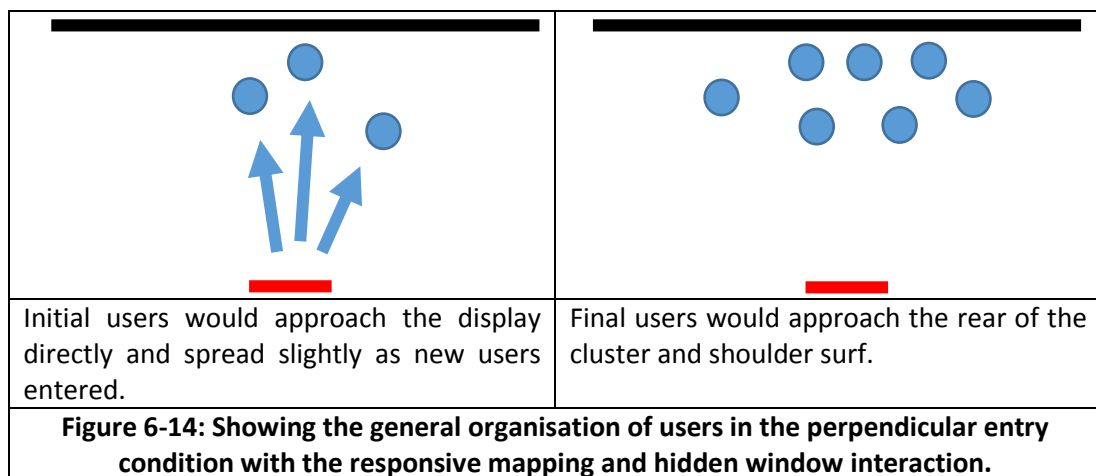 Initial users would approach the display
directly and spread slightly as new users
entered.
Final users would approach the rear of the
cluster and shoulder surf.
Figure 6-14: Showing the general organisation of users in the perpendicular entry
condition with the responsive mapping and hidden window interaction.